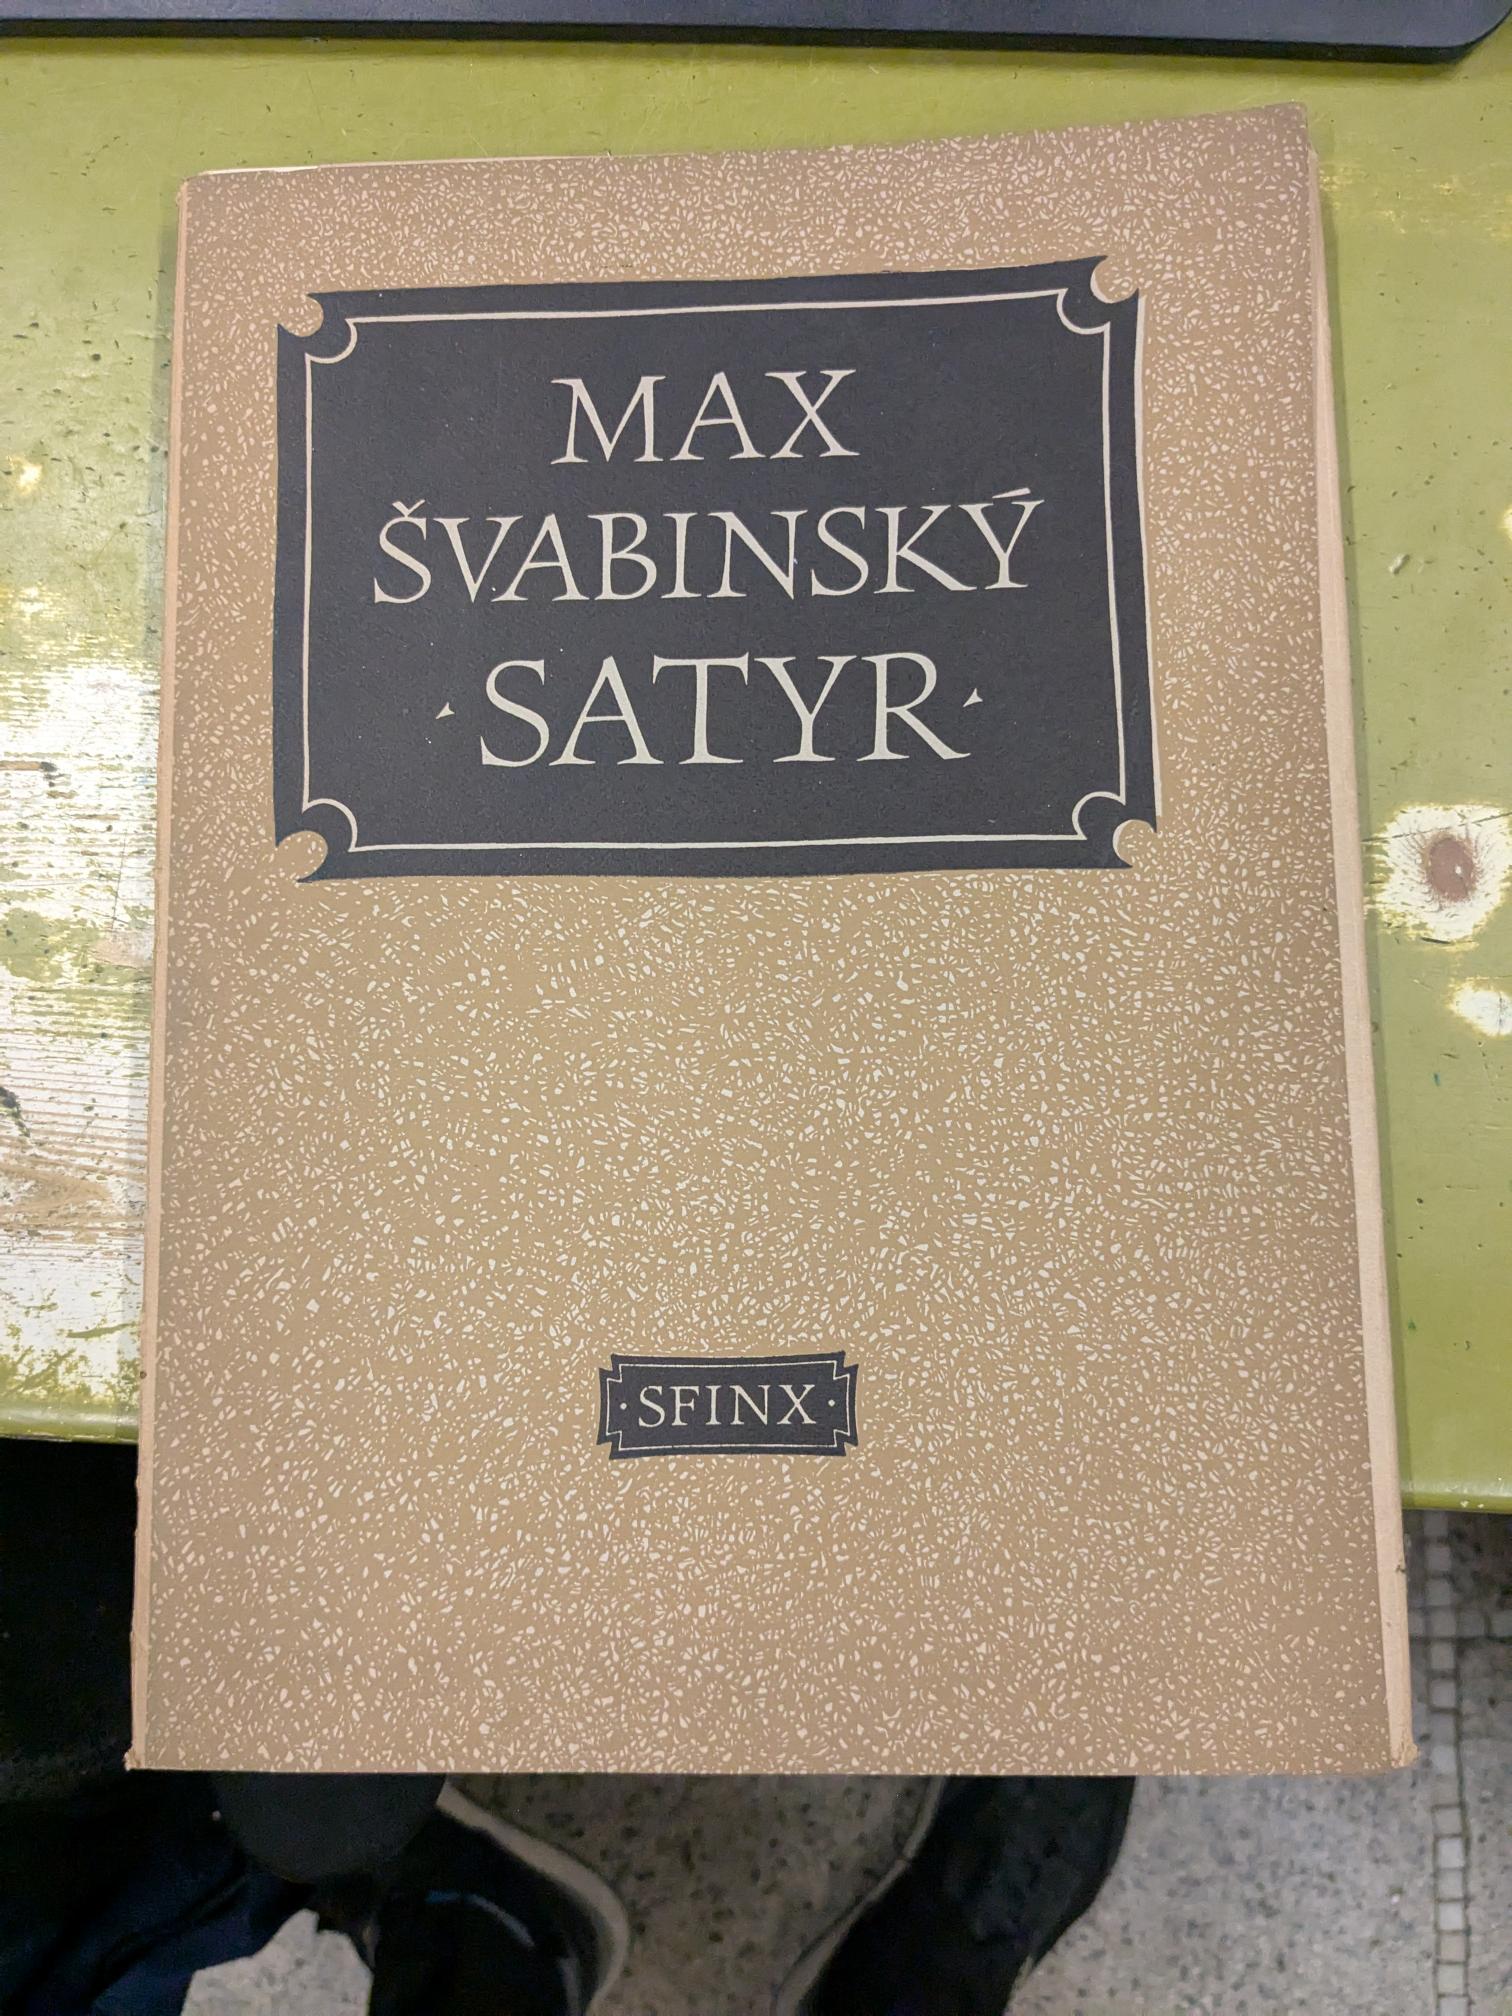 MAX
ŠVABINSKÝ
· SATYR ·
· SFINX ·